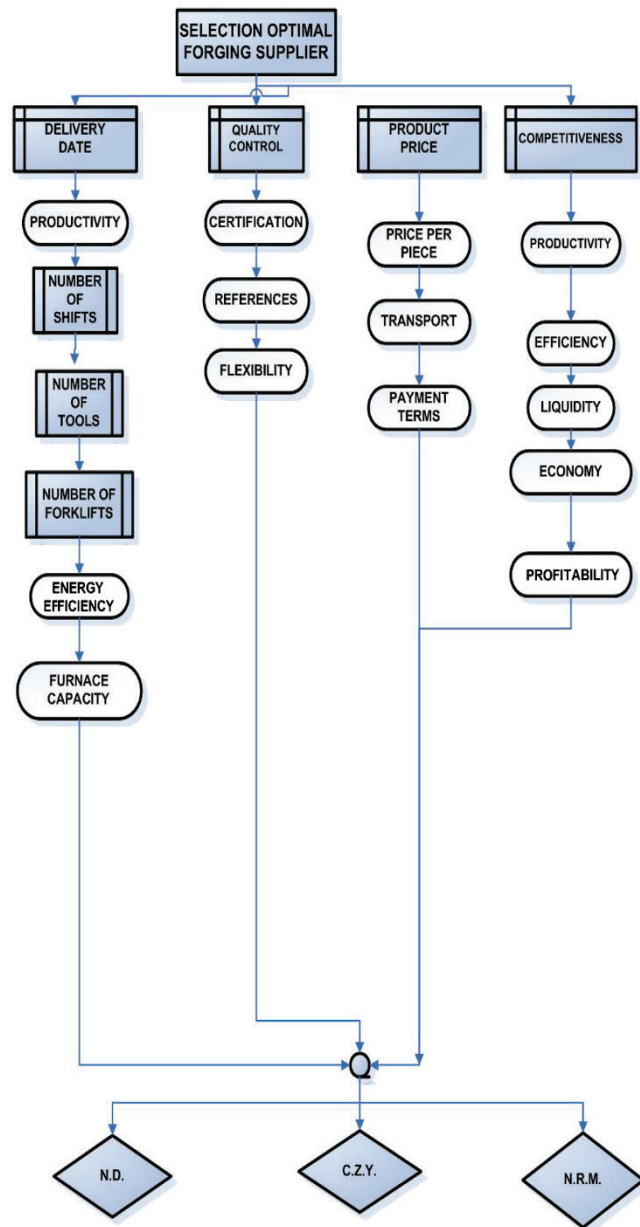 SELECTION OPTIMAL
FORGING SUPPLIER
DELIVERY
DATE
QUALITY
CONTROL
PRODUCT
PRICE
COMPETITIVENESS
PRODUCTIVITY
NUMBER
OF
SHIFTS
NUMBER
OF
TOOLS
NUMBER OF
FORKLIFTS
ENERGY
EFFICIENCY
FURNACE
CAPACITY
CERTIFICATION
REFERENCES
FLEXIBILITY
PRICE PER
PIECE
TRANSPORT
PAYMENT
TERMS
PRODUCTIVITY
EFFICIENCY
LIQUIDITY
ECONOMY
PROFITABILITY
N.D.
C.Z.Y.
N.R.M.